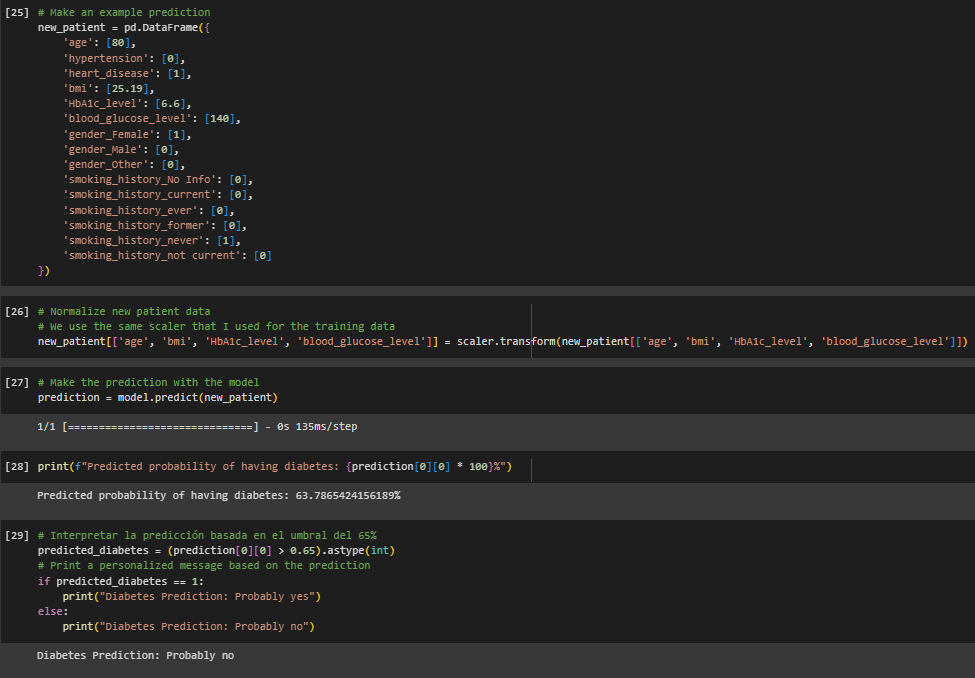 [25] # Make an example prediction
new_patient = pd.DataFrame({
    'age': [80],
    'hypertension': [0],
    'heart_disease': [1],
    'bmi': [25.19],
    'HbA1c_level': [6.6],
    'blood_glucose_level': [140],
    'gender_Female': [1],
    'gender_Male': [0],
    'gender_Other': [0],
    'smoking_history_No Info': [0],
    'smoking_history_current': [0],
    'smoking_history_ever': [0],
    'smoking_history_former': [0],
    'smoking_history_never': [1],
    'smoking_history_not current': [0]
})
[26] # Normalize new patient data
# We use the same scaler that I used for the training data
new_patient[['age', 'bmi', 'HbA1c_level', 'blood_glucose_level']] = scaler.transform(new_patient[['age', 'bmi', 'HbA1c_level', 'blood_glucose_level']])
[27] # Make the prediction with the model
prediction = model.predict(new_patient)
1/1 [==============================] - 0s 135ms/step
[28] print(f"Predicted probability of having diabetes: {prediction[0][0] * 100}%")
Predicted probability of having diabetes: 63.7865424156189%
[29] # Interpretar la predicción basada en el umbral del 65%
predicted_diabetes = (prediction[0][0] > 0.65).astype(int)
# Print a personalized message based on the prediction
if predicted_diabetes == 1:
    print("Diabetes Prediction: Probably yes")
else:
    print("Diabetes Prediction: Probably no")
Diabetes Prediction: Probably no